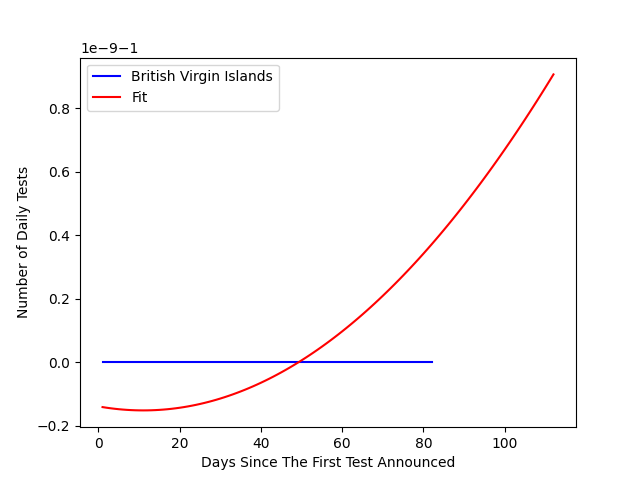 1e−9−1
British Virgin Islands
Fit
0.8
0.6
0.4
0.2
0.0
−0.2
Number of Daily Tests
0
20
40
60
80
100
Days Since The First Test Announced